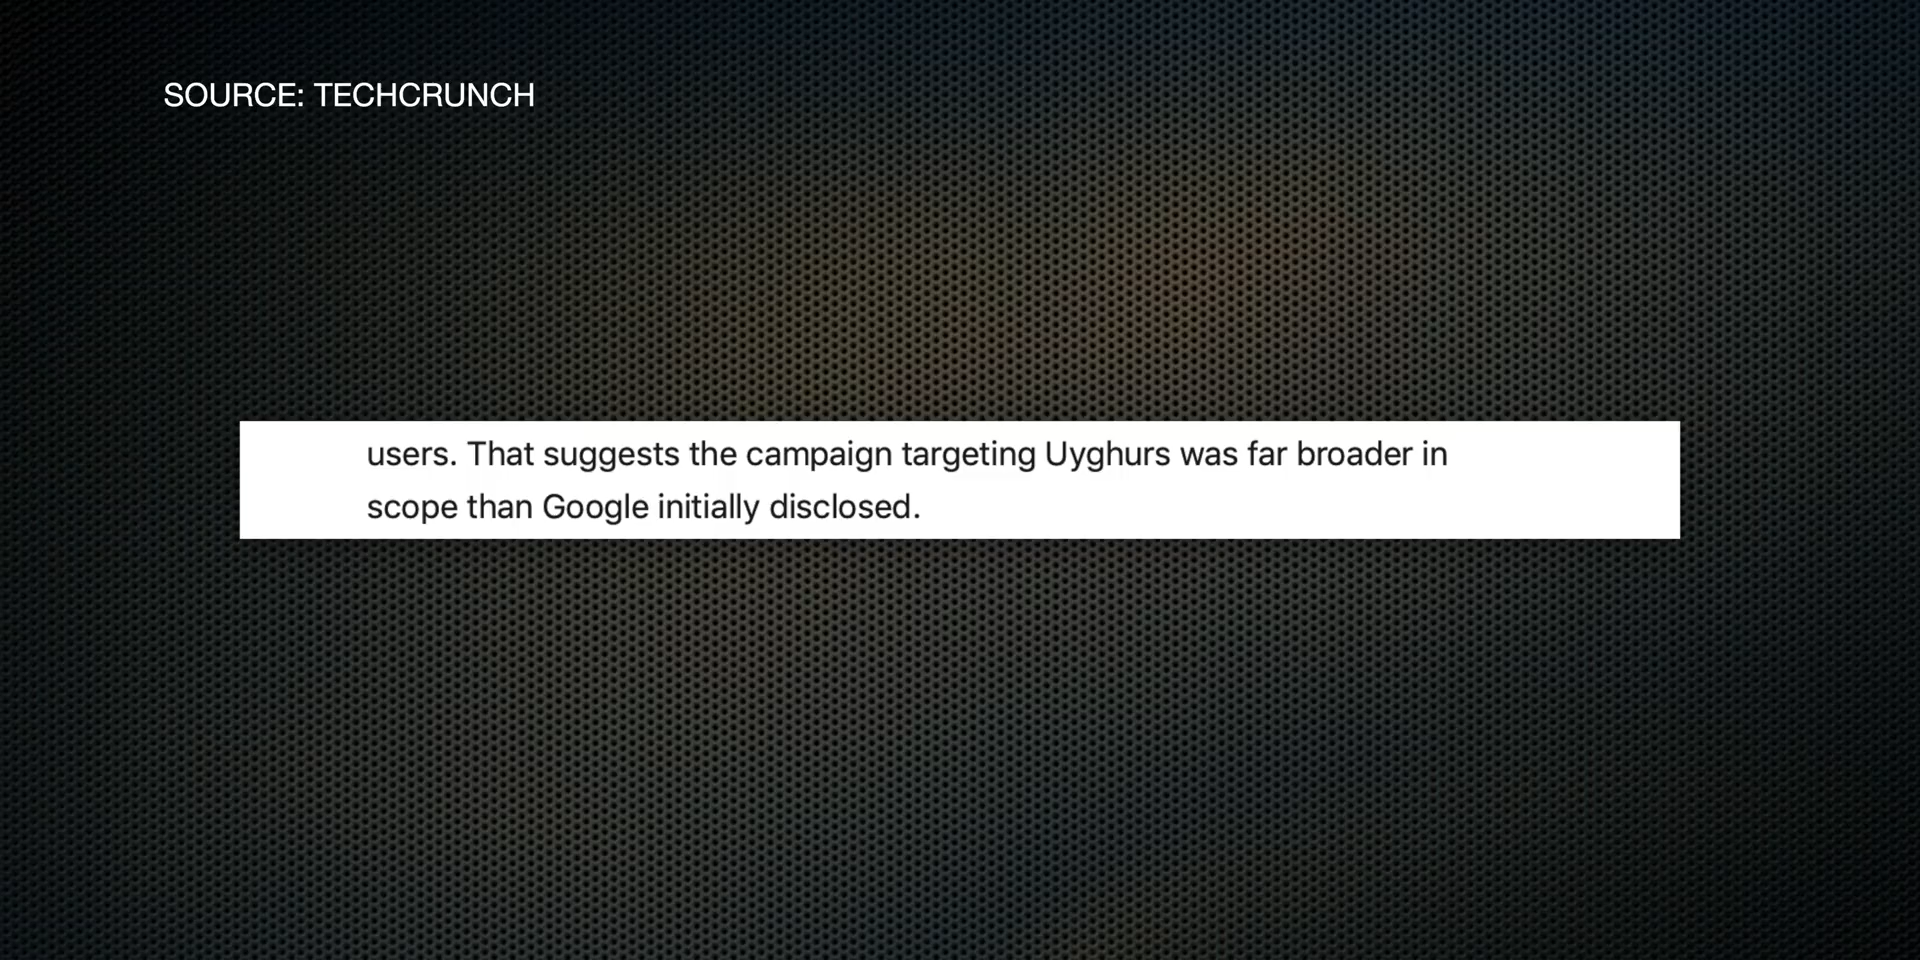 SOURCE: TECHCRUNCH
users. That suggests the campaign targeting Uyghurs was far broader in
scope than Google initially disclosed.